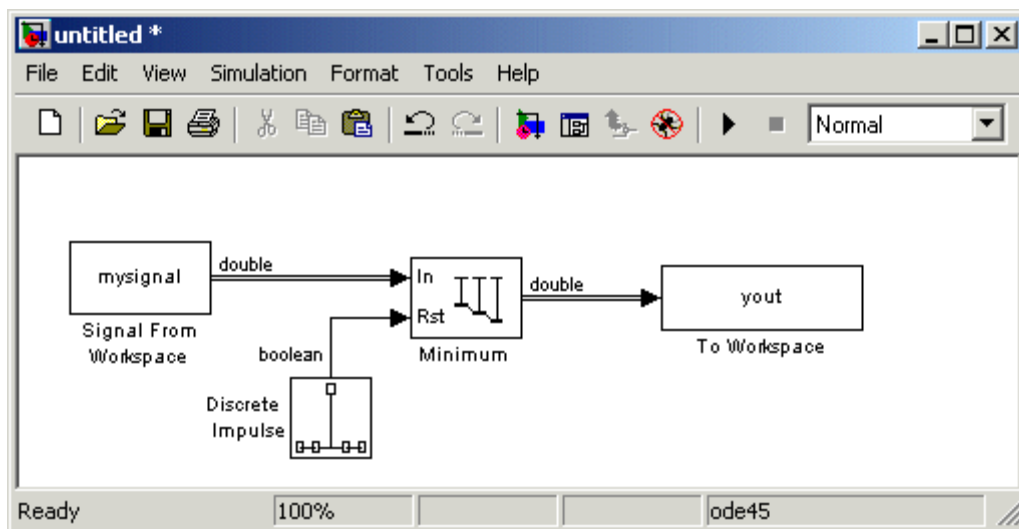 untitled *
File Edit View Simulation Format Tools Help
Normal
mysignal
double
In
Rst
double
yout
Signal From
Workspace
Minimum
To Workspace
boolean
Discrete
Impulse
Ready 100% ode45